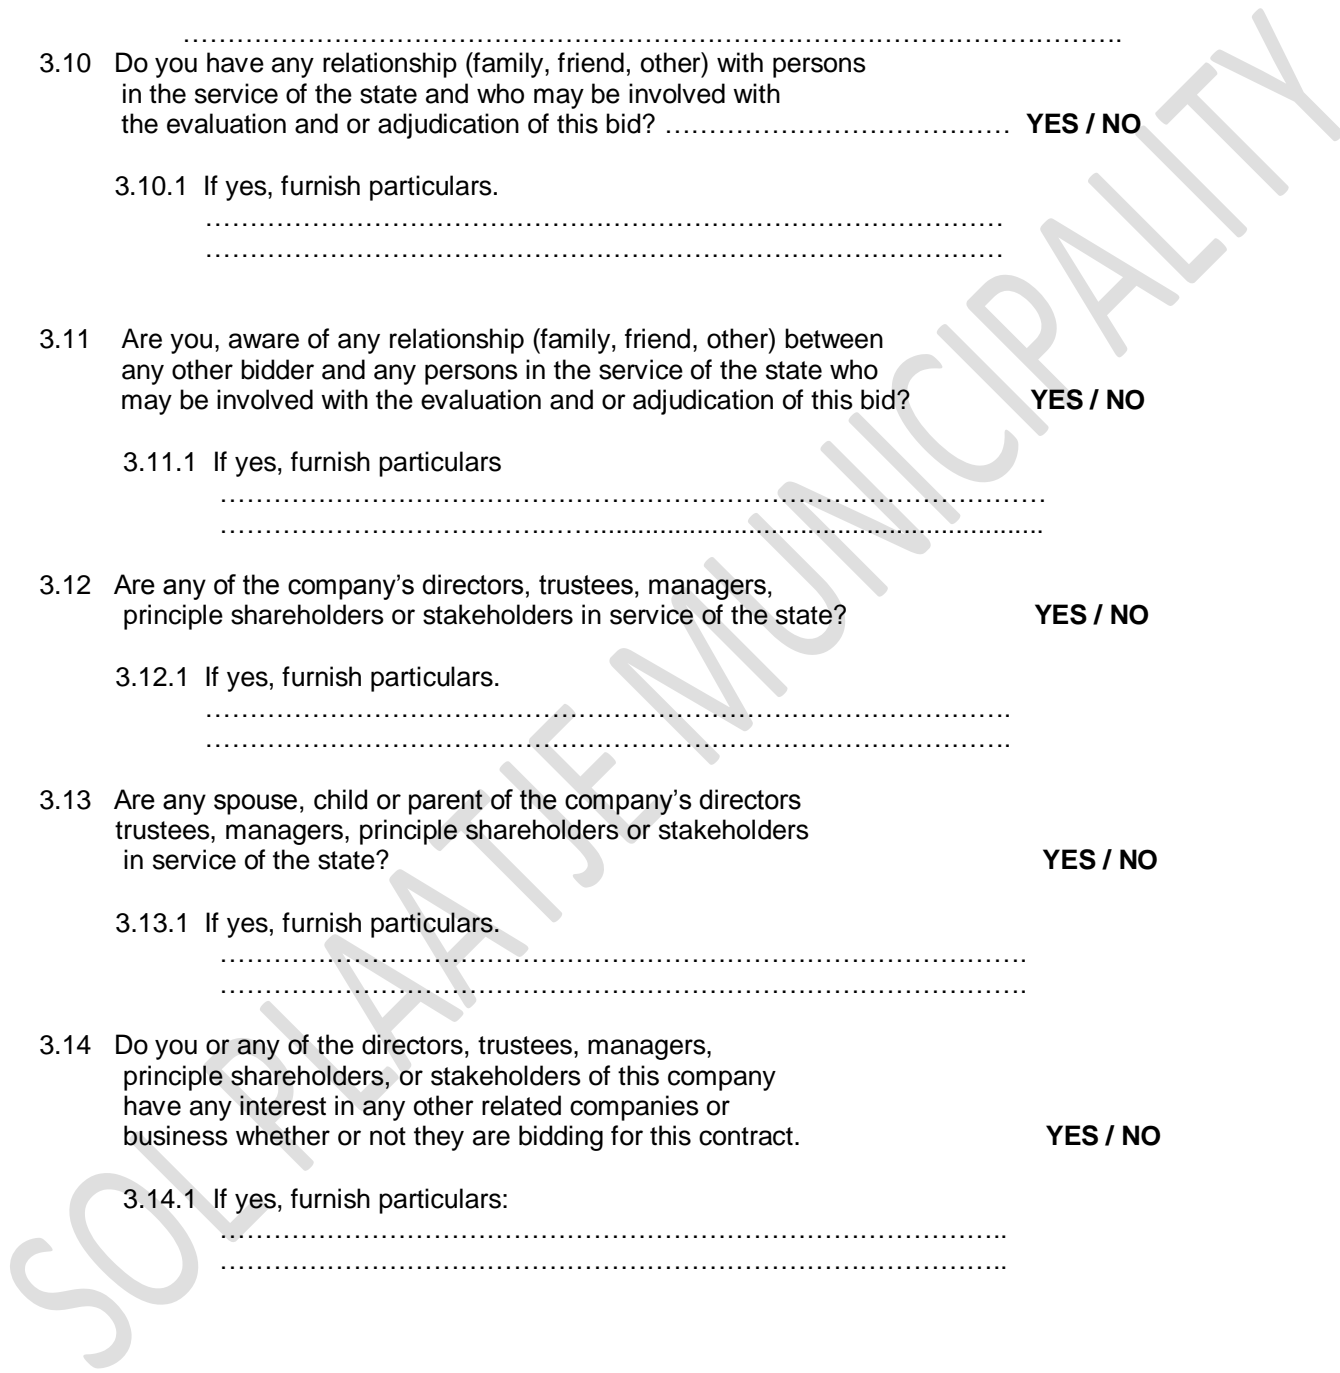 ……………………………………………………………………………………………….
3.10 Do you have any relationship (family, friend, other) with persons
in the service of the state and who may be involved with
the evaluation and or adjudication of this bid? ………………………………… YES / NO
3.10.1 If yes, furnish particulars.
………………………………………………………………………………
………………………………………………………………………………
3.11 Are you, aware of any relationship (family, friend, other) between
any other bidder and any persons in the service of the state who
may be involved with the evaluation and or adjudication of this bid? YES / NO
3.11.1 If yes, furnish particulars
…………………………………………………………………………………
……………………………………...............................................................
3.12 Are any of the company’s directors, trustees, managers,
principle shareholders or stakeholders in service of the state? YES / NO
3.12.1 If yes, furnish particulars.
……………………………………………………………………………….
……………………………………………………………………………….
3.13 Are any spouse, child or parent of the company’s directors
trustees, managers, principle shareholders or stakeholders
in service of the state? YES / NO
3.13.1 If yes, furnish particulars.
……………………………………………………………………………….
……………………………………………………………………………….
3.14 Do you or any of the directors, trustees, managers,
principle shareholders, or stakeholders of this company
have any interest in any other related companies or
business whether or not they are bidding for this contract. YES / NO
3.14.1 If yes, furnish particulars:
……………………………………………………………………………..
……………………………………………………………………………..
SOL PLAATJE MUNICIPALITY